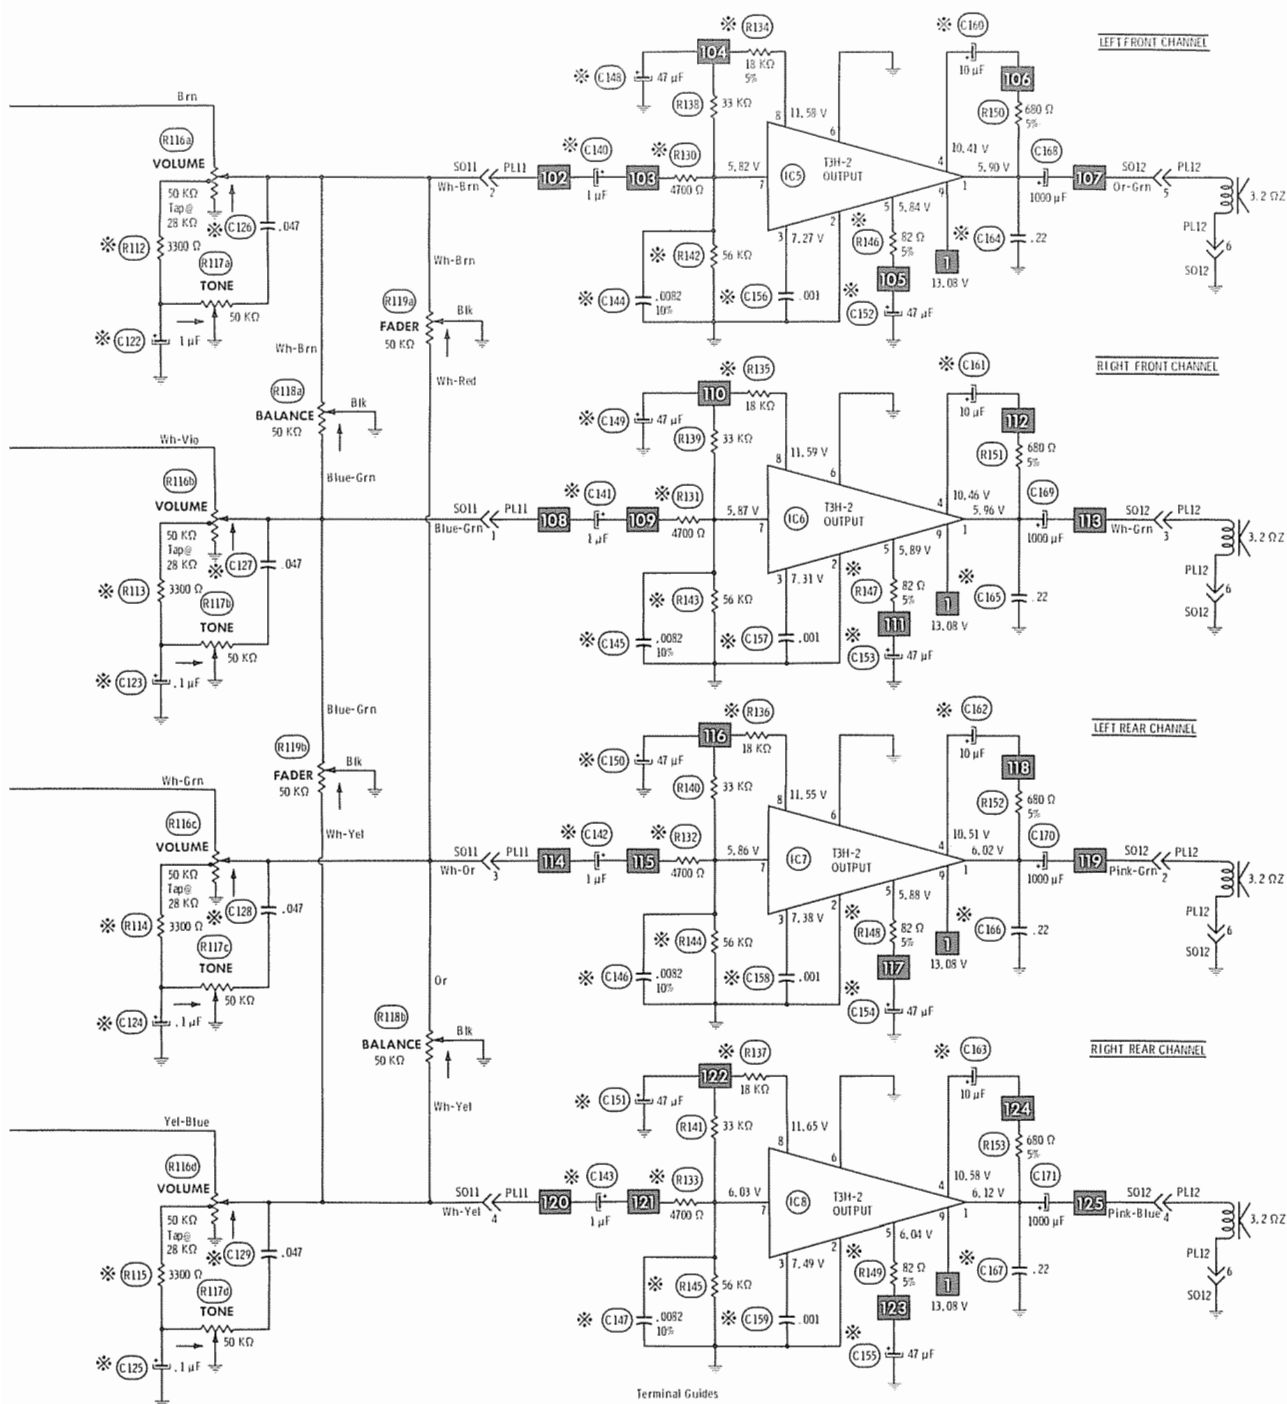 LEFT FRONT CHANNEL
Brn
R116a
VOLUME
50 KΩ
Tap@
28 KΩ
※ R112 3300 Ω
※ C126 .047
R117a
TONE
50 KΩ
※ C122 1 µF
Wh-Brn
R118a
BALANCE
50 KΩ
Blk
Blue-Grn
Wh-Brn
R119a
FADER
50 KΩ
Blk
Wh-Red
SO11 PL11
Wh-Brn 2
102
※ C140
1 µF
103
※ R130
4700 Ω
※ C148 47 µF
104
※ R134
18 KΩ
5%
R138 33 KΩ
5.82 V
7
8 11.58 V
6
IC5
T3H-2
OUTPUT
3 7.27 V
2
5 5.84 V
4 10.41 V
9
1 5.90 V
※ R142 56 KΩ
※ C144 .0082
10%
※ C156 .001
※ R146 82 Ω
5%
105
※ C152 47 µF
1
13.08 V
※ C160
10 µF
106
R150 680 Ω
5%
C168
1000 µF
※ C164 .22
107
SO12 PL12
Or-Grn 5
3.2 ΩZ
PL12
6
SO12
RIGHT FRONT CHANNEL
Wh-Vio
R116b
VOLUME
50 KΩ
Tap@
28 KΩ
※ R113 3300 Ω
※ C127 .047
R117b
TONE
50 KΩ
※ C123 .1 µF
Blue-Grn
SO11 PL11
Blue-Grn 1
108
※ C141
1 µF
109
※ R131
4700 Ω
※ C149 47 µF
110
※ R135
18 KΩ
R139 33 KΩ
5.87 V
7
8 11.59 V
6
IC6
T3H-2
OUTPUT
3 7.31 V
2
5 5.89 V
4 10.46 V
9
1 5.96 V
※ R143 56 KΩ
※ C145 .0082
10%
※ C157 .001
※ R147 82 Ω
5%
111
※ C153 47 µF
1
13.08 V
※ C161
10 µF
112
R151 680 Ω
5%
C169
1000 µF
※ C165 .22
113
SO12 PL12
Wh-Grn 3
3.2 ΩZ
PL12
6
SO12
LEFT REAR CHANNEL
R119b
FADER
50 KΩ
Blk
Wh-Yel
Wh-Grn
R116c
VOLUME
50 KΩ
Tap@
28 KΩ
※ R114 3300 Ω
※ C128 .047
R117c
TONE
50 KΩ
※ C124 .1 µF
SO11 PL11
Wh-Or 3
114
※ C142
1 µF
115
※ R132
4700 Ω
※ C150 47 µF
116
※ R136
18 KΩ
R140 33 KΩ
5.86 V
7
8 11.55 V
6
IC7
T3H-2
OUTPUT
3 7.38 V
2
5 5.88 V
4 10.51 V
9
1 6.02 V
※ R144 56 KΩ
※ C146 .0082
10%
※ C158 .001
※ R148 82 Ω
5%
117
※ C154 47 µF
1
13.08 V
※ C162
10 µF
118
R152 680 Ω
5%
C170
1000 µF
※ C166 .22
119
SO12 PL12
Pink-Grn 2
3.2 ΩZ
PL12
6
SO12
RIGHT REAR CHANNEL
Or
R118b
BALANCE
50 KΩ
Blk
Wh-Yel
Yel-Blue
R116d
VOLUME
50 KΩ
Tap@
28 KΩ
※ R115 3300 Ω
※ C129 .047
R117d
TONE
50 KΩ
※ C125 .1 µF
SO11 PL11
Wh-Yel 4
120
※ C143
1 µF
121
※ R133
4700 Ω
※ C151 47 µF
122
※ R137
18 KΩ
R141 33 KΩ
6.03 V
7
8 11.65 V
6
IC8
T3H-2
OUTPUT
3 7.49 V
2
5 6.04 V
4 10.58 V
9
1 6.12 V
※ R145 56 KΩ
※ C147 .0082
10%
※ C159 .001
※ R149 82 Ω
5%
123
※ C155 47 µF
1
13.08 V
※ C163
10 µF
124
R153 680 Ω
5%
C171
1000 µF
※ C167 .22
125
SO12 PL12
Pink-Blue 4
3.2 ΩZ
PL12
6
SO12
Terminal Guides